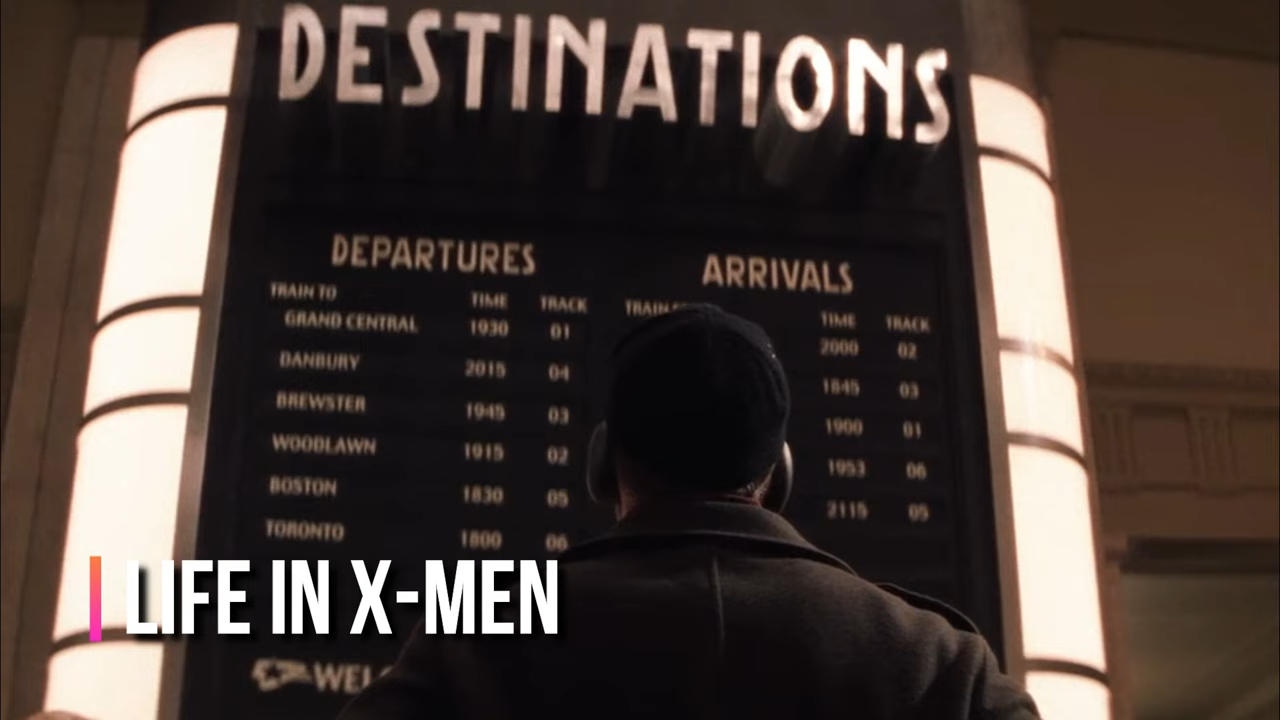 DESTINATIONS
DEPARTURES
TRAIN TO TIME TRACK
GRAND CENTRAL 1930 01
DANBURY 2015 04
BREWSTER 1945 03
WOODLAWN 1915 02
BOSTON 1830 05
TORONTO 1800 06
ARRIVALS
TRAIN
TIME TRACK
2000 02
1845 03
1900 01
1953 06
2115 05
LIFE IN X-MEN